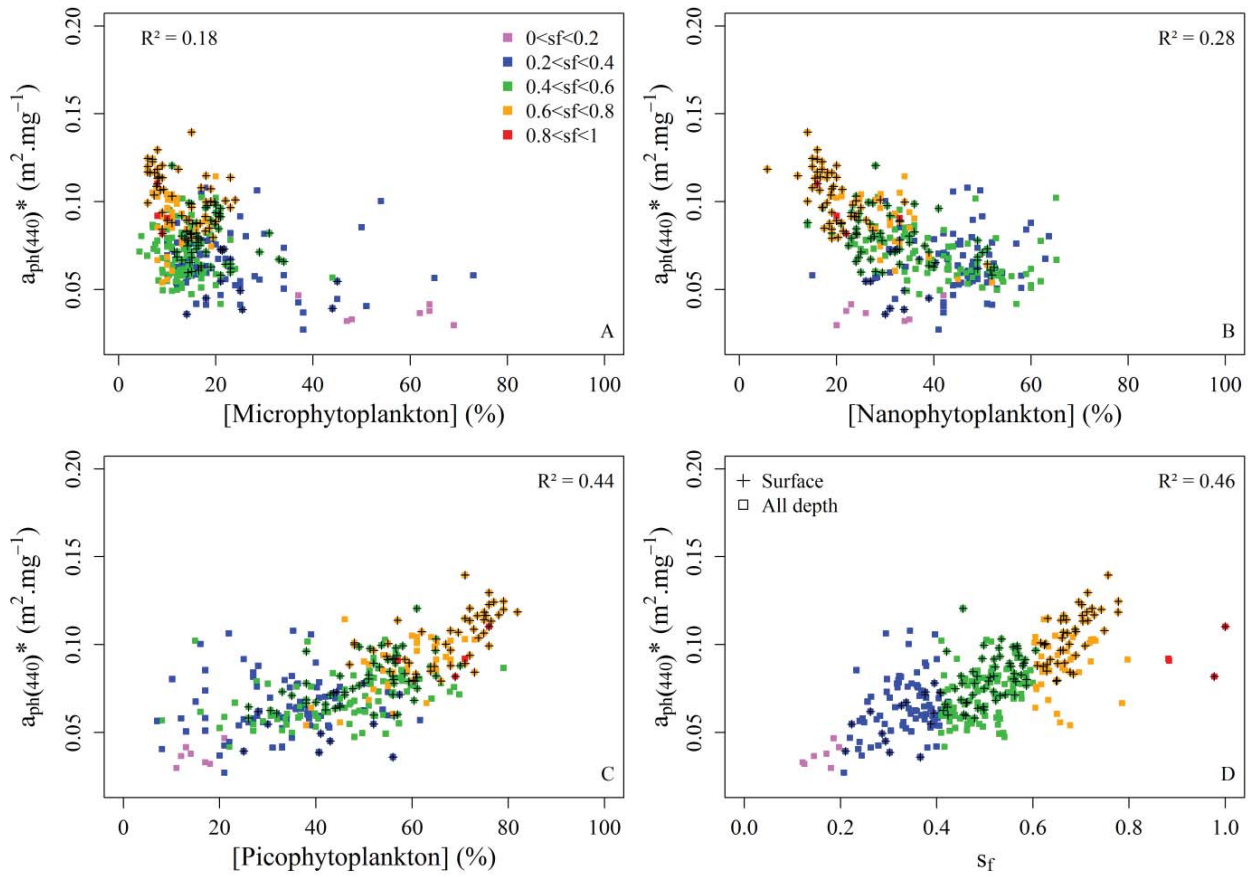 0.20
0.15
0.10
0.05
aph(440)* (m².mg⁻¹)
R² = 0.18
0<sf<0.2
0.2<sf<0.4
0.4<sf<0.6
0.6<sf<0.8
0.8<sf<1
A
0 20 40 60 80 100
[Microphytoplankton] (%)
0.20
0.15
0.10
0.05
aph(440)* (m².mg⁻¹)
R² = 0.28
B
0 20 40 60 80 100
[Nanophytoplankton] (%)
0.20
0.15
0.10
0.05
aph(440)* (m².mg⁻¹)
R² = 0.44
C
0 20 40 60 80 100
[Picophytoplankton] (%)
0.20
0.15
0.10
0.05
aph(440)* (m².mg⁻¹)
Surface
All depth
R² = 0.46
D
0.0 0.2 0.4 0.6 0.8 1.0
sf